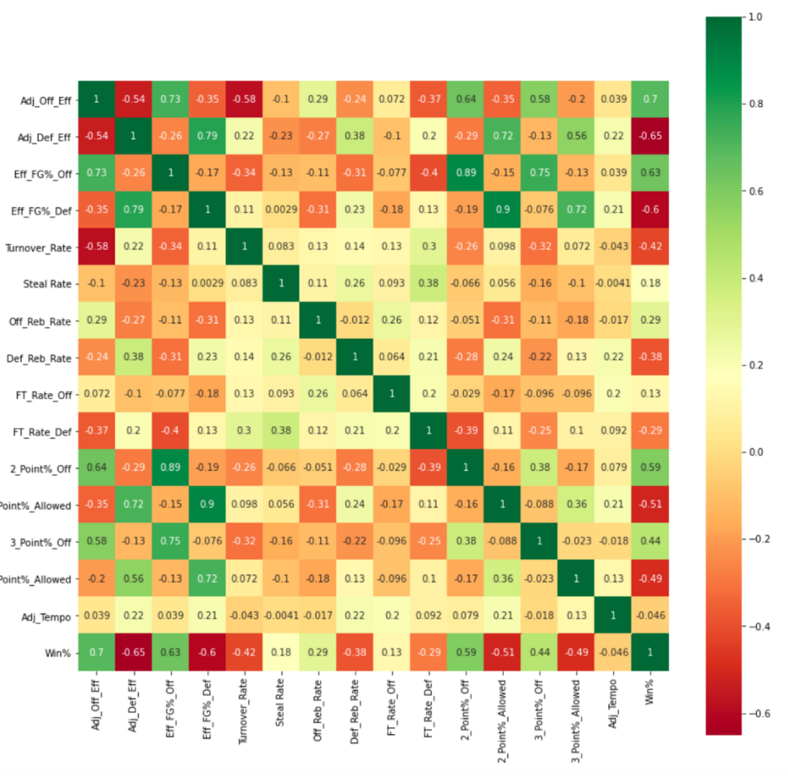 1.0
Adj_Off_Eff 1 -0.54 0.73 -0.35 -0.58 -0.1 0.29 -0.24 0.072 -0.37 0.64 -0.35 0.58 -0.2 0.039 0.7
Adj_Def_Eff -0.54 1 -0.26 0.79 0.22 -0.23 -0.27 0.38 -0.1 0.2 -0.29 0.72 -0.13 0.56 0.22 -0.65
0.8
Eff_FG%_Off 0.73 -0.26 1 -0.17 -0.34 -0.13 -0.11 -0.31 -0.077 -0.4 0.89 -0.15 0.75 -0.13 0.039 0.63
Eff_FG%_Def -0.35 0.79 -0.17 1 0.11 0.0029 -0.31 0.23 -0.18 0.13 -0.19 0.9 -0.076 0.72 0.21 -0.6
0.6
Turnover_Rate -0.58 0.22 -0.34 0.11 1 0.083 0.13 0.14 0.13 0.3 -0.26 0.098 -0.32 0.072 -0.043 -0.42
Steal Rate -0.1 -0.23 -0.13 0.0029 0.083 1 0.11 0.26 0.093 0.38 -0.066 0.056 -0.16 -0.1 -0.0041 0.18
0.4
Off_Reb_Rate 0.29 -0.27 -0.11 -0.31 0.13 0.11 1 -0.012 0.26 0.12 -0.051 -0.31 -0.11 -0.18 -0.017 0.29
Def_Reb_Rate -0.24 0.38 -0.31 0.23 0.14 0.26 -0.012 1 0.064 0.21 -0.28 0.24 -0.22 0.13 0.22 -0.38
0.2
FT_Rate_Off 0.072 -0.1 -0.077 -0.18 0.13 0.093 0.26 0.064 1 0.2 -0.029 -0.17 -0.096 -0.096 0.2 0.13
FT_Rate_Def -0.37 0.2 -0.4 0.13 0.3 0.38 0.12 0.21 0.2 1 -0.39 0.11 -0.25 0.1 0.092 -0.29
0.0
2_Point%_Off 0.64 -0.29 0.89 -0.19 -0.26 -0.066 -0.051 -0.28 -0.029 -0.39 1 -0.16 0.38 -0.17 0.079 0.59
Point%_Allowed -0.35 0.72 -0.15 0.9 0.098 0.056 -0.31 0.24 -0.17 0.11 -0.16 1 -0.088 0.36 0.21 -0.51
-0.2
3_Point%_Off 0.58 -0.13 0.75 -0.076 -0.32 -0.16 -0.11 -0.22 -0.096 -0.25 0.38 -0.088 1 -0.023 -0.018 0.44
Point%_Allowed -0.2 0.56 -0.13 0.72 0.072 -0.1 -0.18 0.13 -0.096 0.1 -0.17 0.36 -0.023 1 0.13 -0.49
-0.4
Adj_Tempo 0.039 0.22 0.039 0.21 -0.043 -0.0041 -0.017 0.22 0.2 0.092 0.079 0.21 -0.018 0.13 1 -0.046
Win% 0.7 -0.65 0.63 -0.6 -0.42 0.18 0.29 -0.38 0.13 -0.29 0.59 -0.51 0.44 -0.49 -0.046 1
-0.6
Adj_Off_Eff
Adj_Def_Eff
Eff_FG%_Off
Eff_FG%_Def
Turnover_Rate
Steal Rate
Off_Reb_Rate
Def_Reb_Rate
FT_Rate_Off
FT_Rate_Def
2_Point%_Off
2_Point%_Allowed
3_Point%_Off
3_Point%_Allowed
Adj_Tempo
Win%